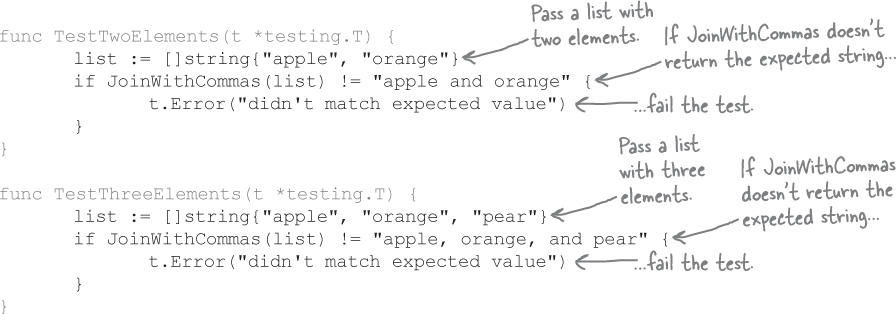 Pass a list with
two elements.
If JoinWithCommas doesn't
return the expected string...
func TestTwoElements(t *testing.T) {
list := []string{"apple", "orange"}
if JoinWithCommas(list) != "apple and orange" {
t.Error("didn't match expected value")
...fail the test.
}
}
Pass a list
with three
elements.
If JoinWithCommas
doesn't return the
expected string...
func TestThreeElements(t *testing.T) {
list := []string{"apple", "orange", "pear"}
if JoinWithCommas(list) != "apple, orange, and pear" {
t.Error("didn't match expected value")
...fail the test.
}
}